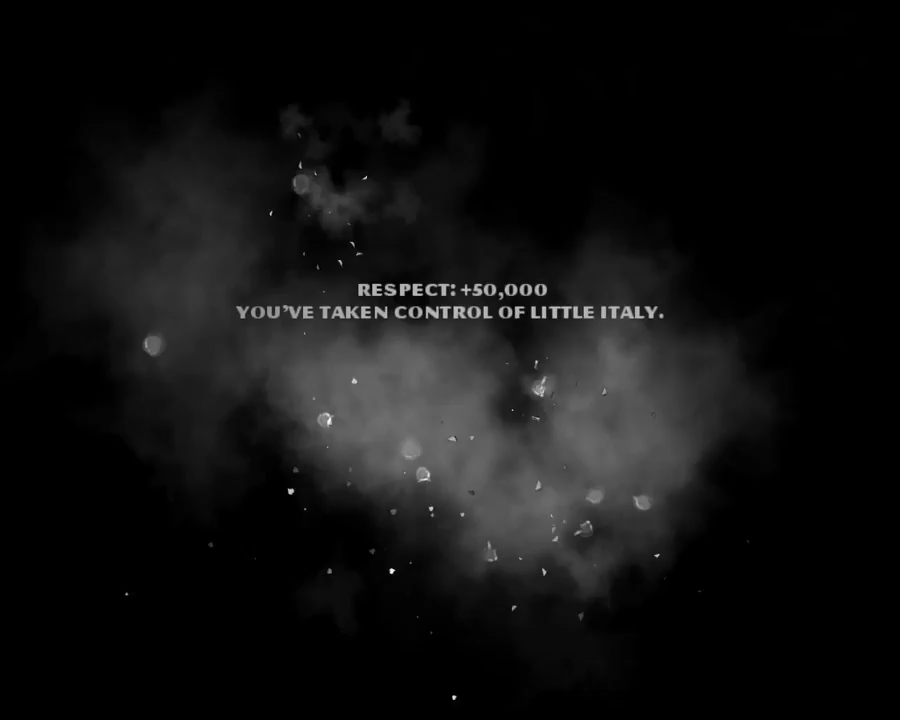 RESPECT: +50,000
YOU'VE TAKEN CONTROL OF LITTLE ITALY.